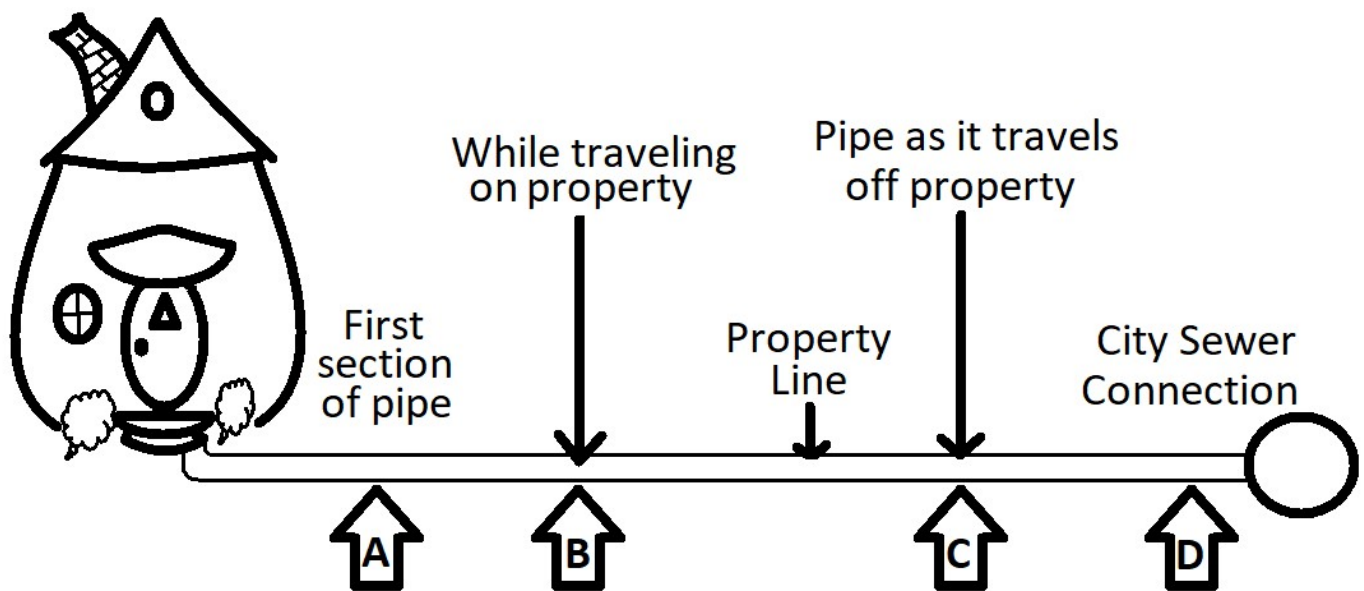 While traveling
on property
Pipe as it travels
off property
First
section
of pipe
Property
Line
City Sewer
Connection
A
B
C
D